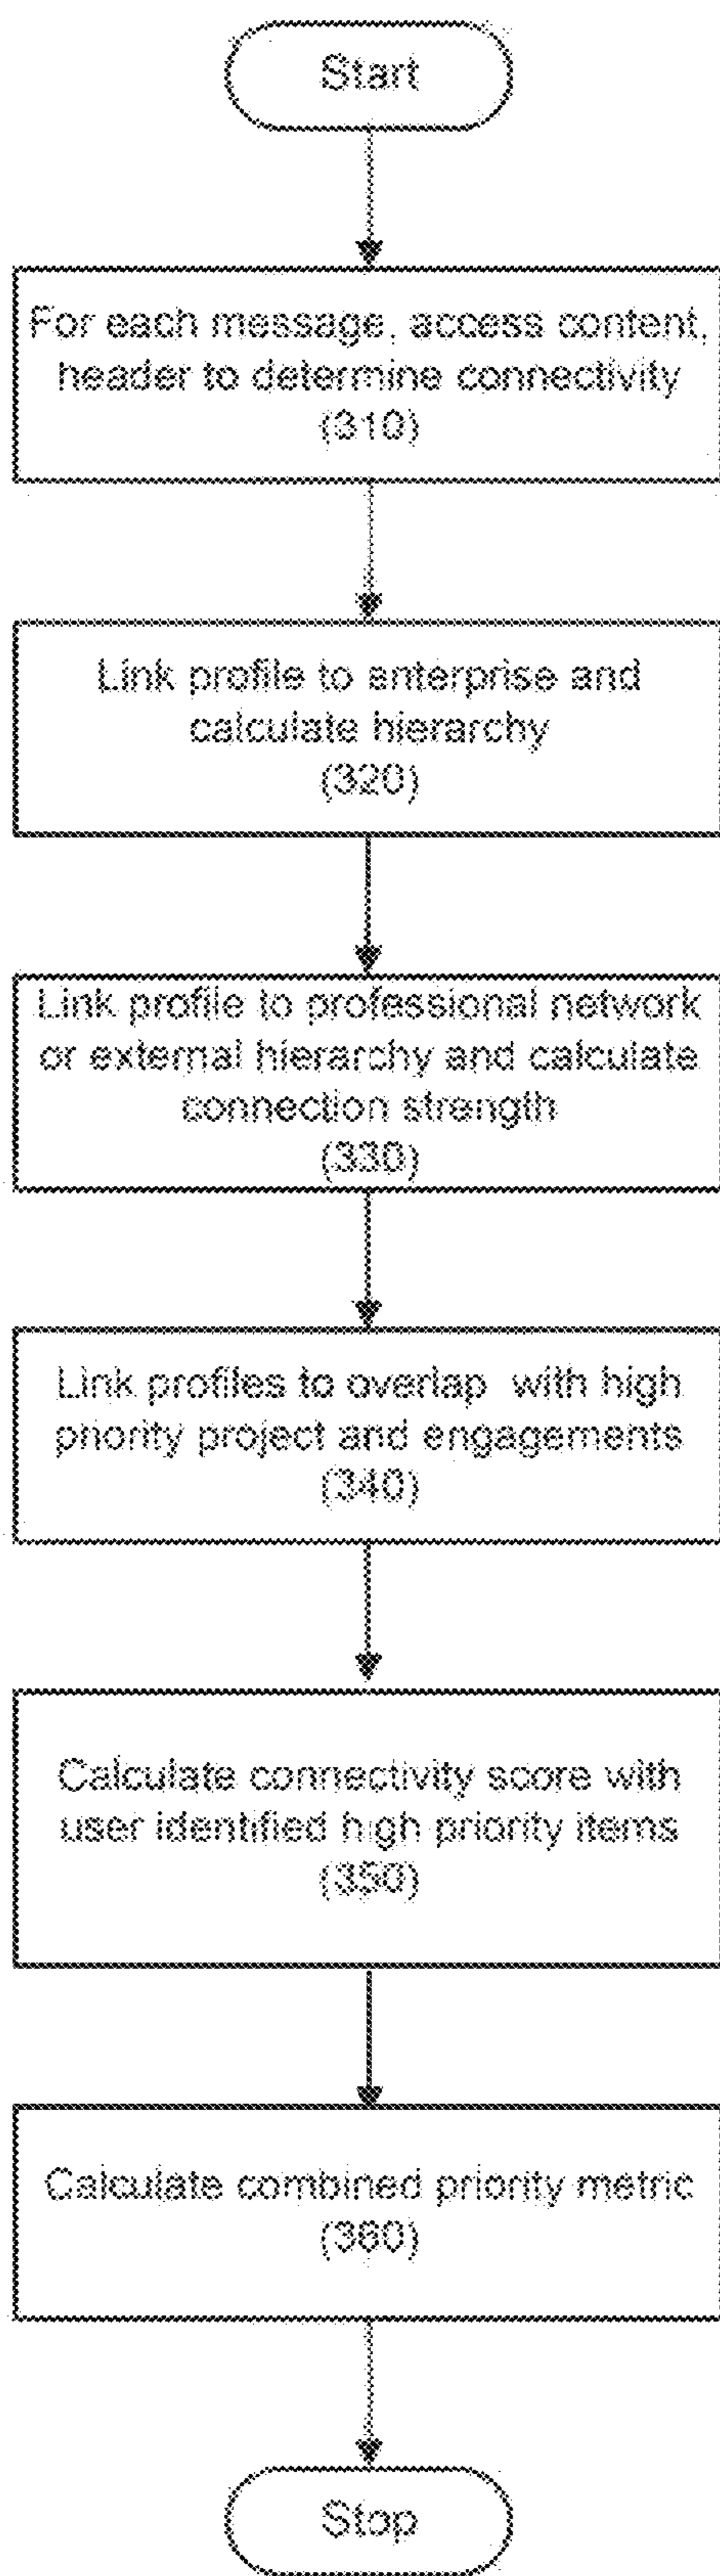 Start
For each message, access content,
header to determine connectivity
(310)
Link profile to enterprise and
calculate hierarchy
(320)
Link profile to professional network
or external hierarchy and calculate
connection strength
(330)
Link profiles to overlap with high
priority project and engagements
(340)
Calculate connectivity score with
user identified high priority items
(350)
Calculate combined priority metric
(360)
Stop